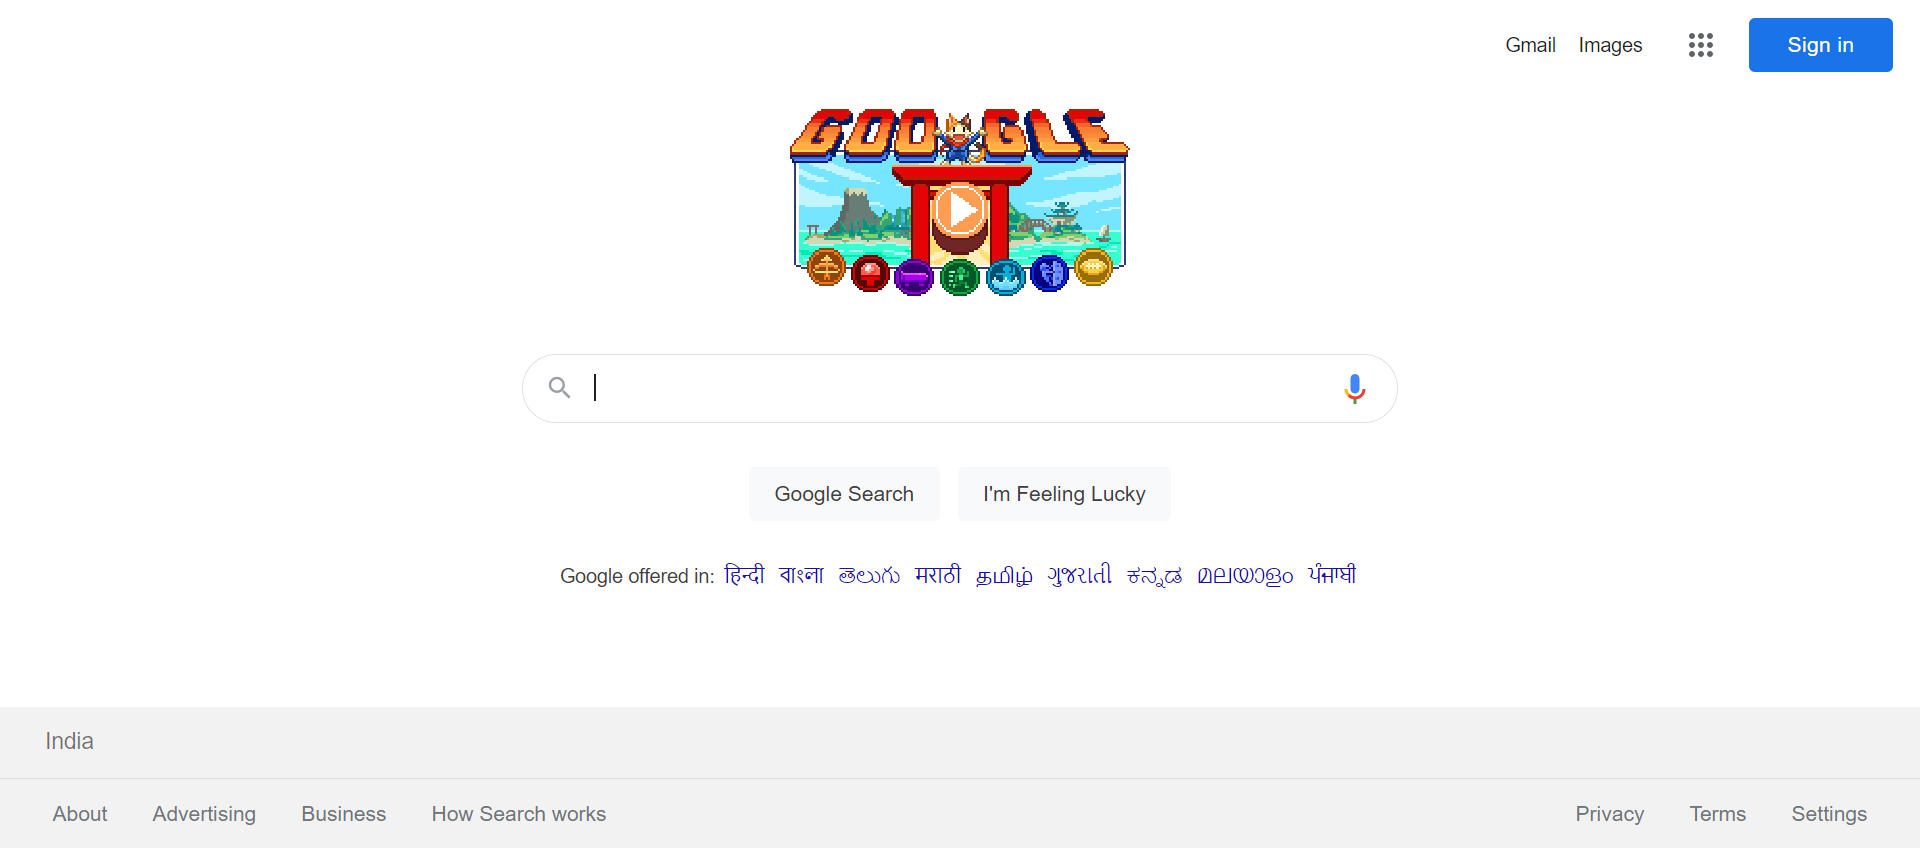 Gmail Images Sign in
GOOGLE
Google Search I'm Feeling Lucky
Google offered in: हिन्दी বাংলা తెలుగు मराठी தமிழ் ગુજરાતી ಕನ್ನಡ മലയാളം ਪੰਜਾਬੀ
India
About Advertising Business How Search works Privacy Terms Settings